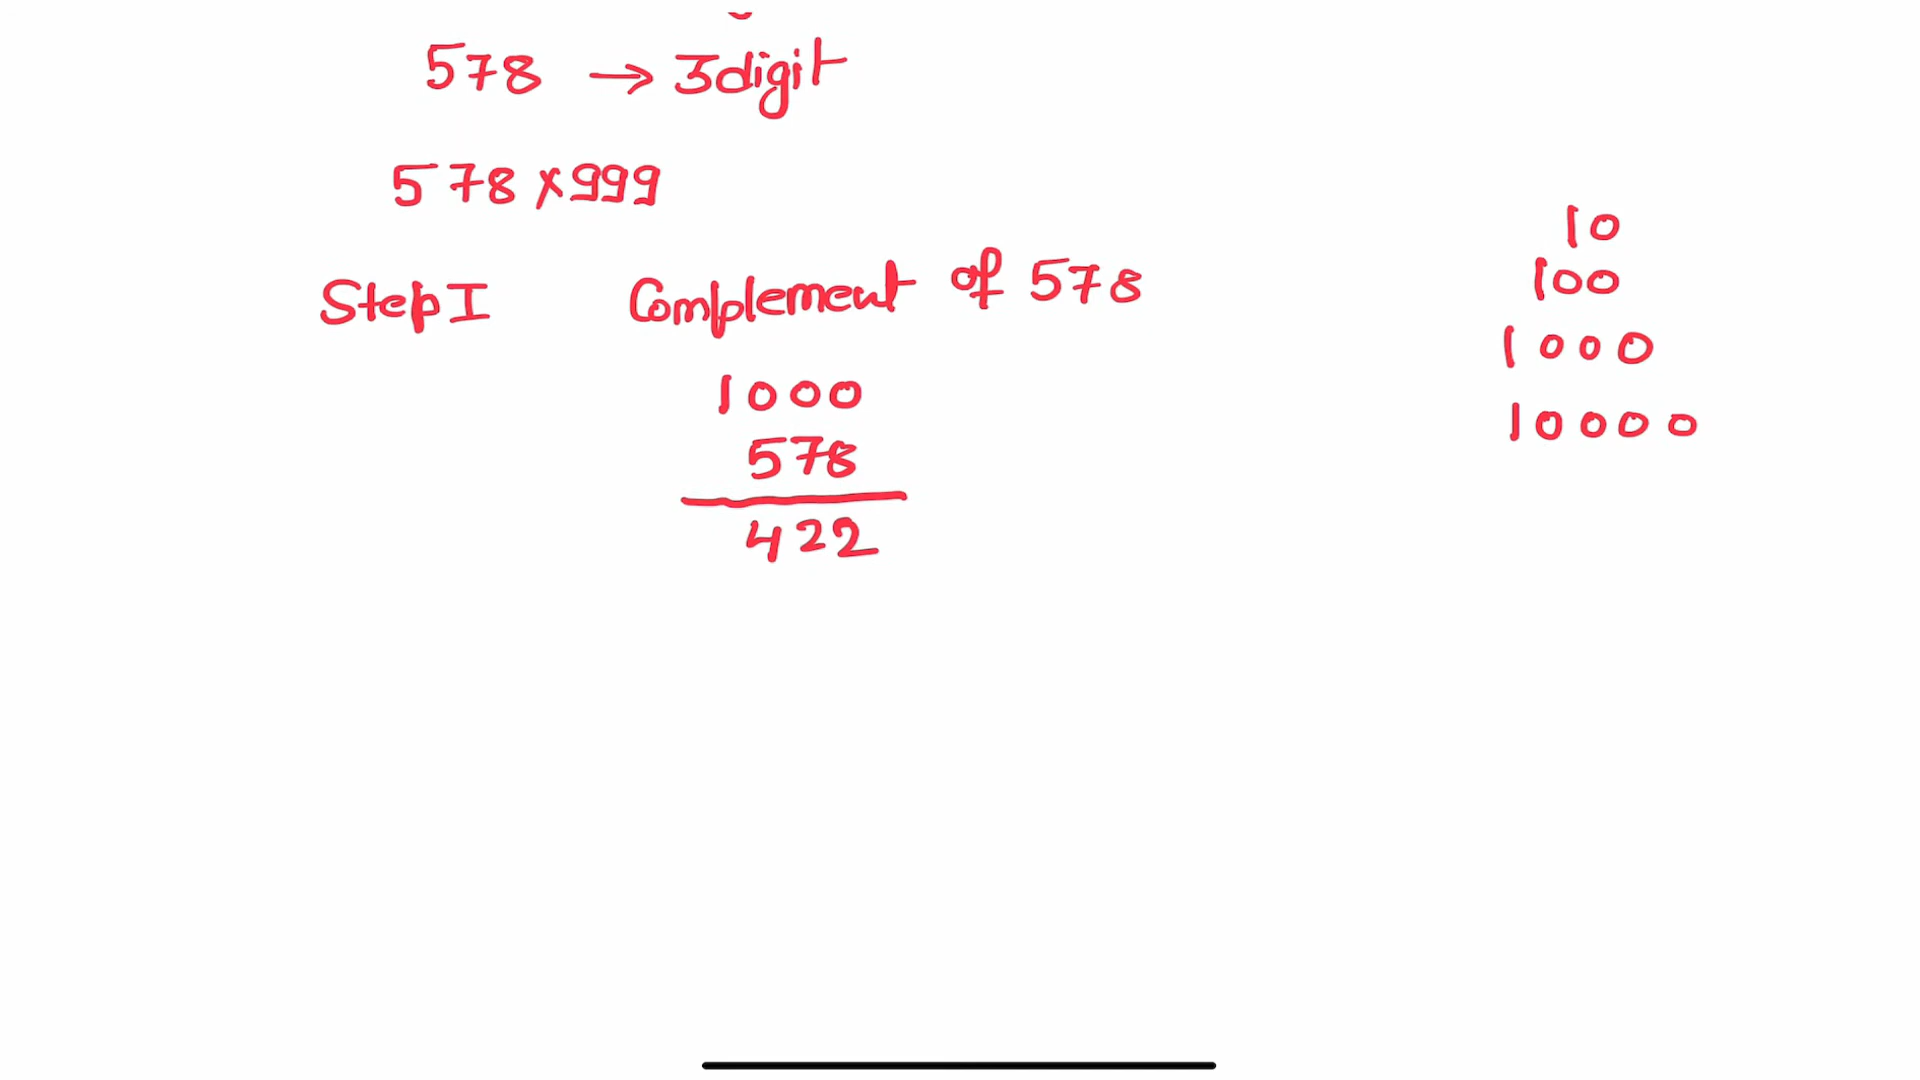 578 → 3digit
578 × 999
Step I Complement of 578
1000
578
422
10
100
1000
10000